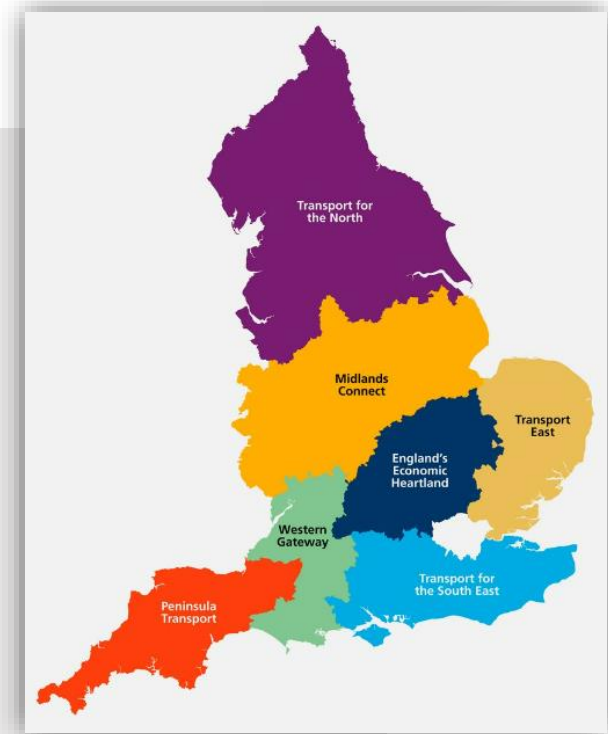 Transport for
the North
Midlands
Connect
Transport
East
England's
Economic
Heartland
Western
Gateway
Transport for
the South East
Peninsula
Transport